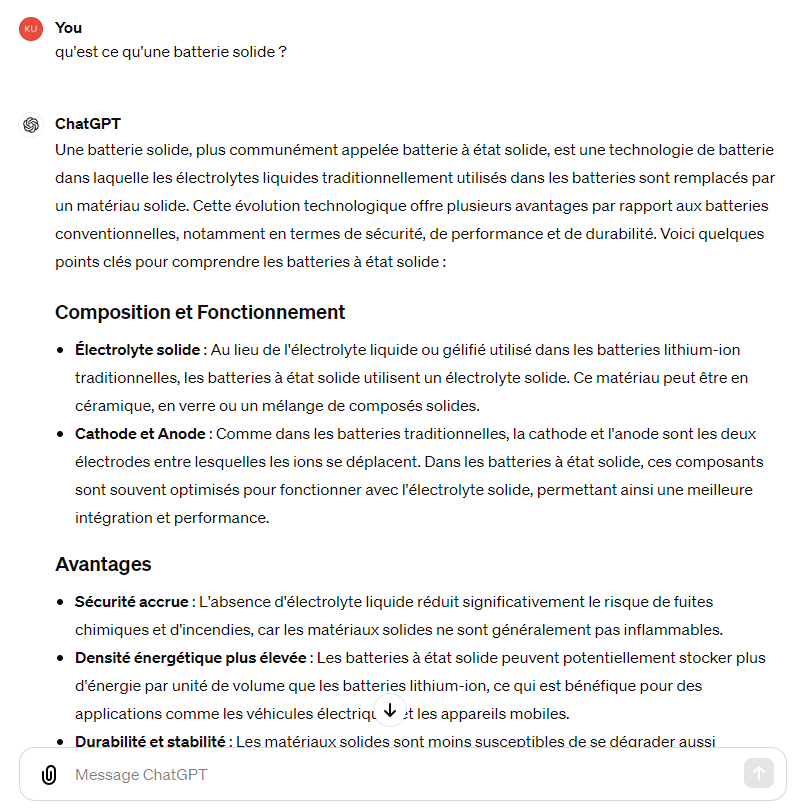 KU
You
qu'est ce qu'une batterie solide ?
ChatGPT
Une batterie solide, plus communément appelée batterie à état solide, est une technologie de batterie
dans laquelle les électrolytes liquides traditionnellement utilisés dans les batteries sont remplacés par
un matériau solide. Cette évolution technologique offre plusieurs avantages par rapport aux batteries
conventionnelles, notamment en termes de sécurité, de performance et de durabilité. Voici quelques
points clés pour comprendre les batteries à état solide :
Composition et Fonctionnement
• Électrolyte solide : Au lieu de l'électrolyte liquide ou gélifié utilisé dans les batteries lithium-ion
traditionnelles, les batteries à état solide utilisent un électrolyte solide. Ce matériau peut être en
céramique, en verre ou un mélange de composés solides.
• Cathode et Anode : Comme dans les batteries traditionnelles, la cathode et l'anode sont les deux
électrodes entre lesquelles les ions se déplacent. Dans les batteries à état solide, ces composants
sont souvent optimisés pour fonctionner avec l'électrolyte solide, permettant ainsi une meilleure
intégration et performance.
Avantages
• Sécurité accrue : L'absence d'électrolyte liquide réduit significativement le risque de fuites
chimiques et d'incendies, car les matériaux solides ne sont généralement pas inflammables.
• Densité énergétique plus élevée : Les batteries à état solide peuvent potentiellement stocker plus
d'énergie par unité de volume que les batteries lithium-ion, ce qui est bénéfique pour des
applications comme les véhicules électriqu et les appareils mobiles.
• Durabilité et stabilité : Les matériaux solides sont moins susceptibles de se dégrader aussi
Message ChatGPT